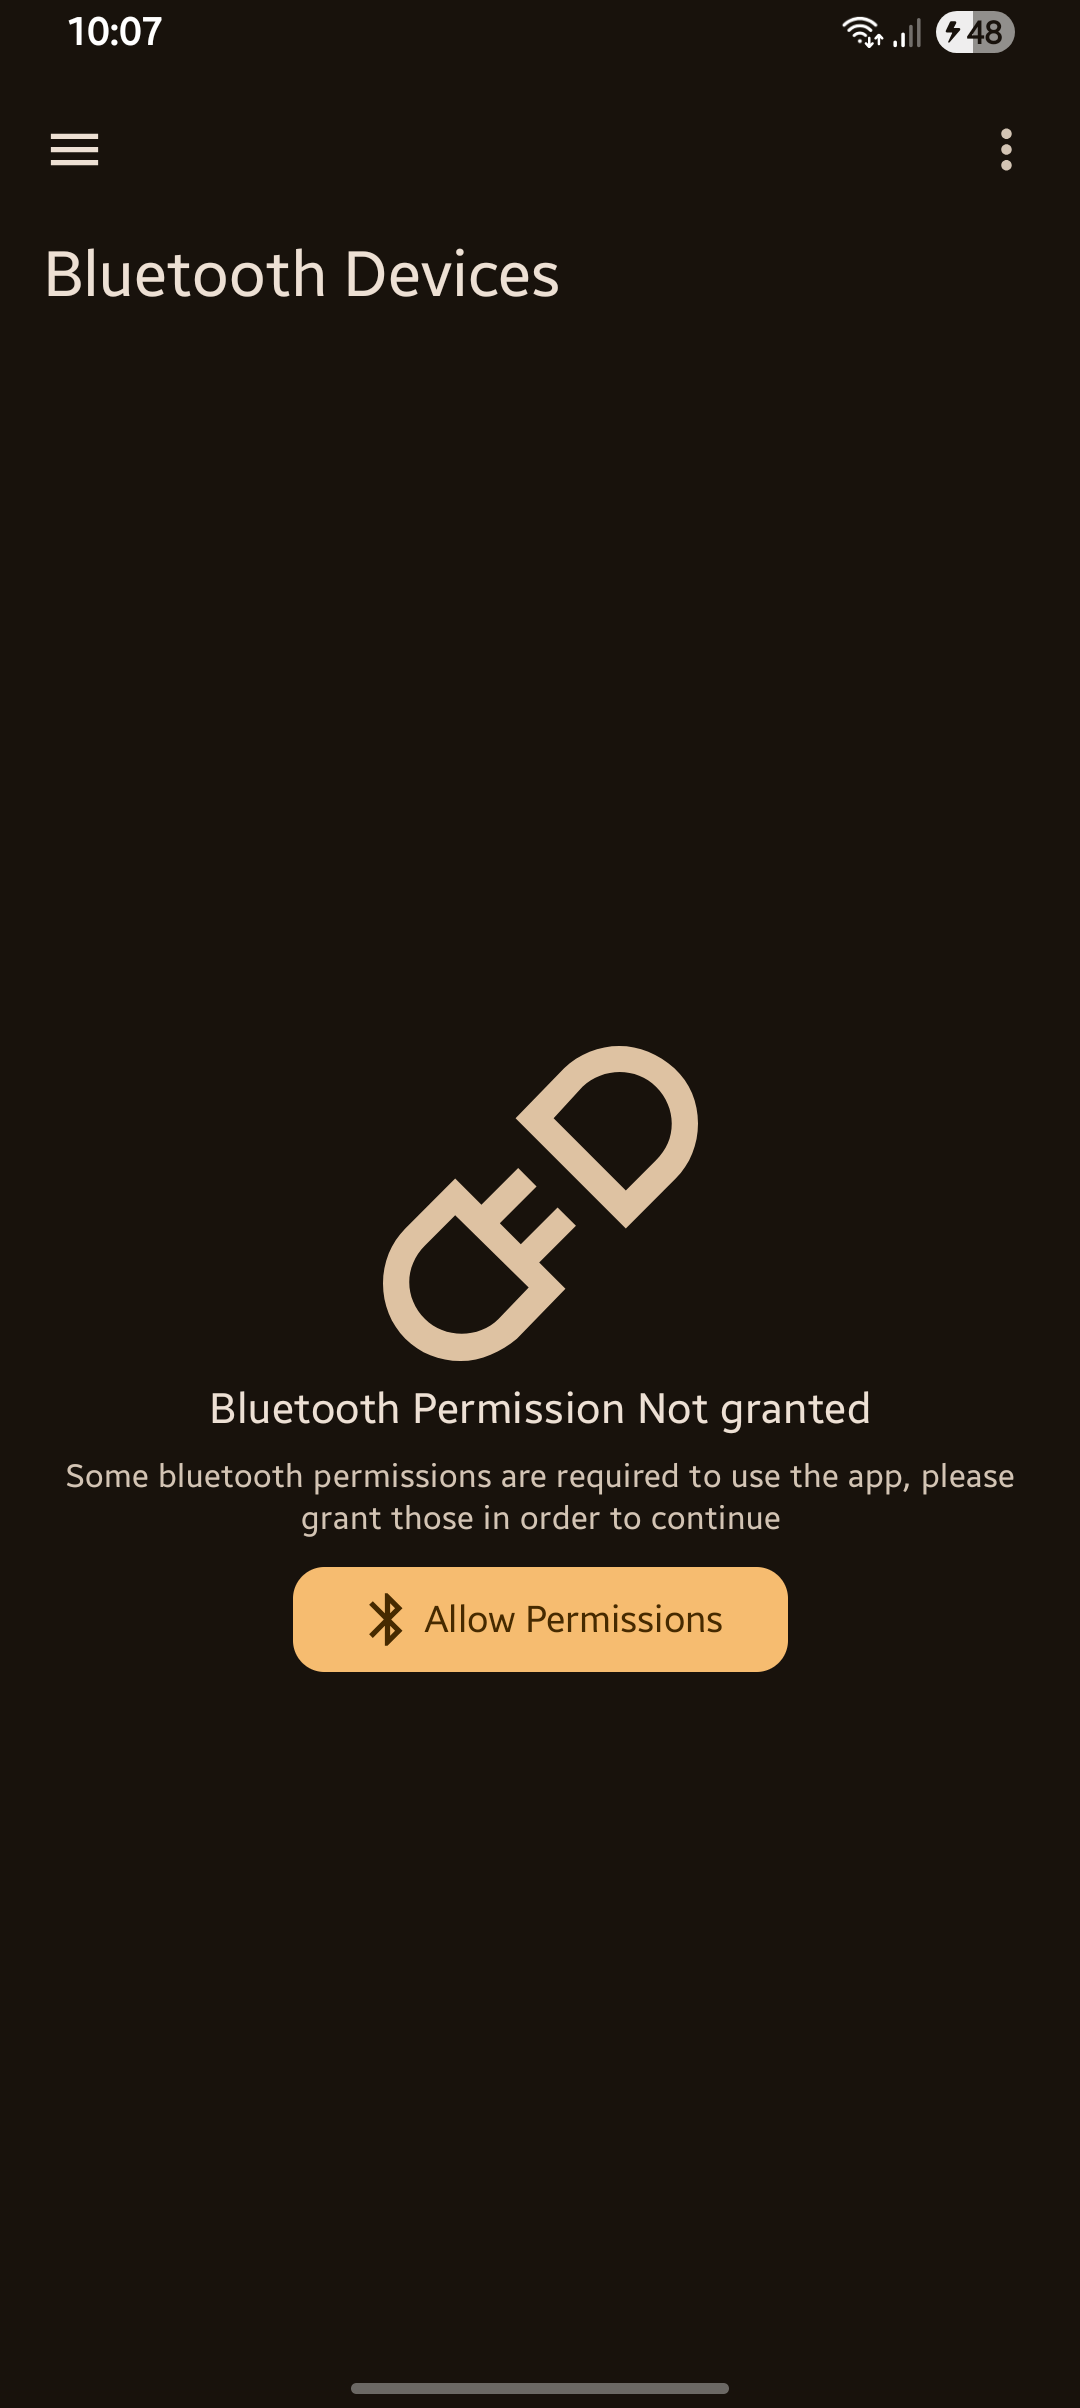 10:07
48
Bluetooth Devices
Bluetooth Permission Not granted
Some bluetooth permissions are required to use the app, please
grant those in order to continue
Allow Permissions